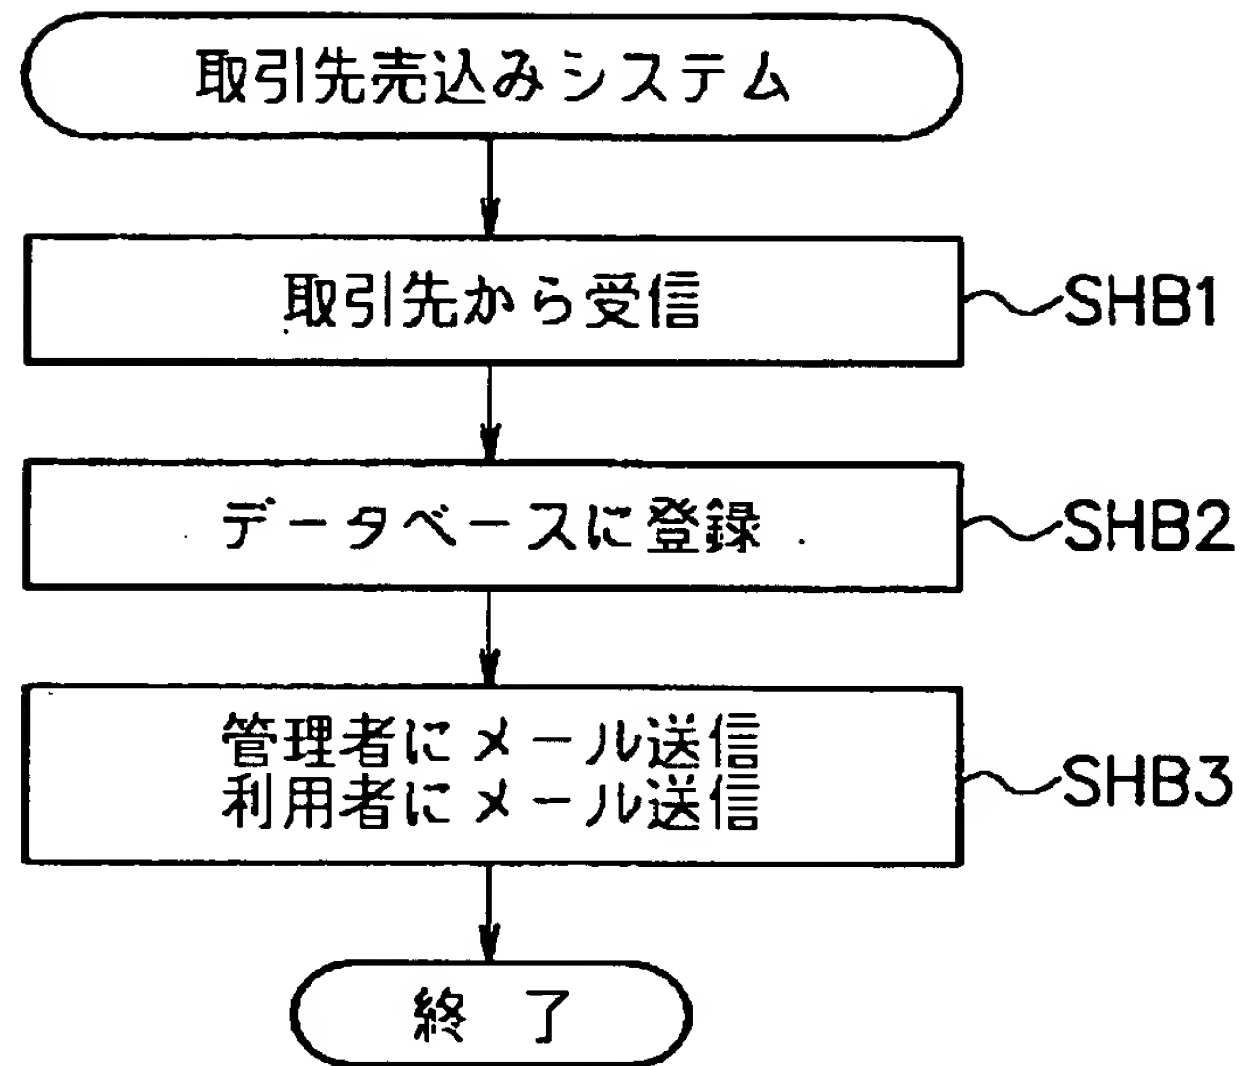 取引先売込みシステム
取引先から受信
SHB1
データベースに登録
SHB2
管理者にメール送信
利用者にメール送信
SHB3
終了